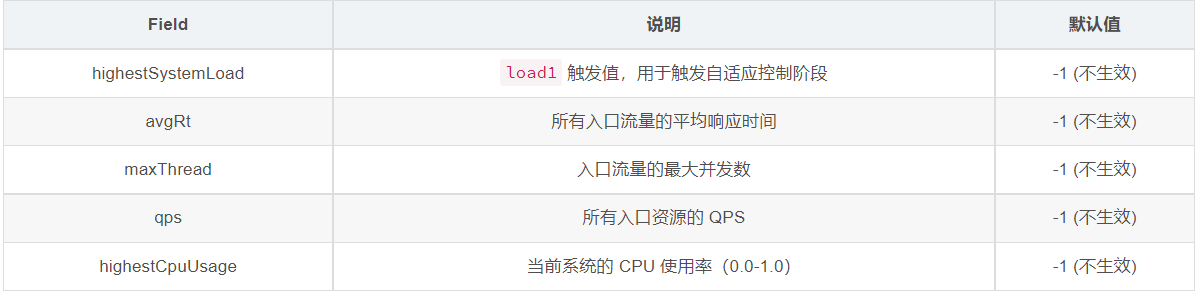 Field 说明 默认值
highestSystemLoad load1 触发值，用于触发自适应控制阶段 -1 (不生效)
avgRt 所有入口流量的平均响应时间 -1 (不生效)
maxThread 入口流量的最大并发数 -1 (不生效)
qps 所有入口资源的 QPS -1 (不生效)
highestCpuUsage 当前系统的 CPU 使用率（0.0-1.0） -1 (不生效)